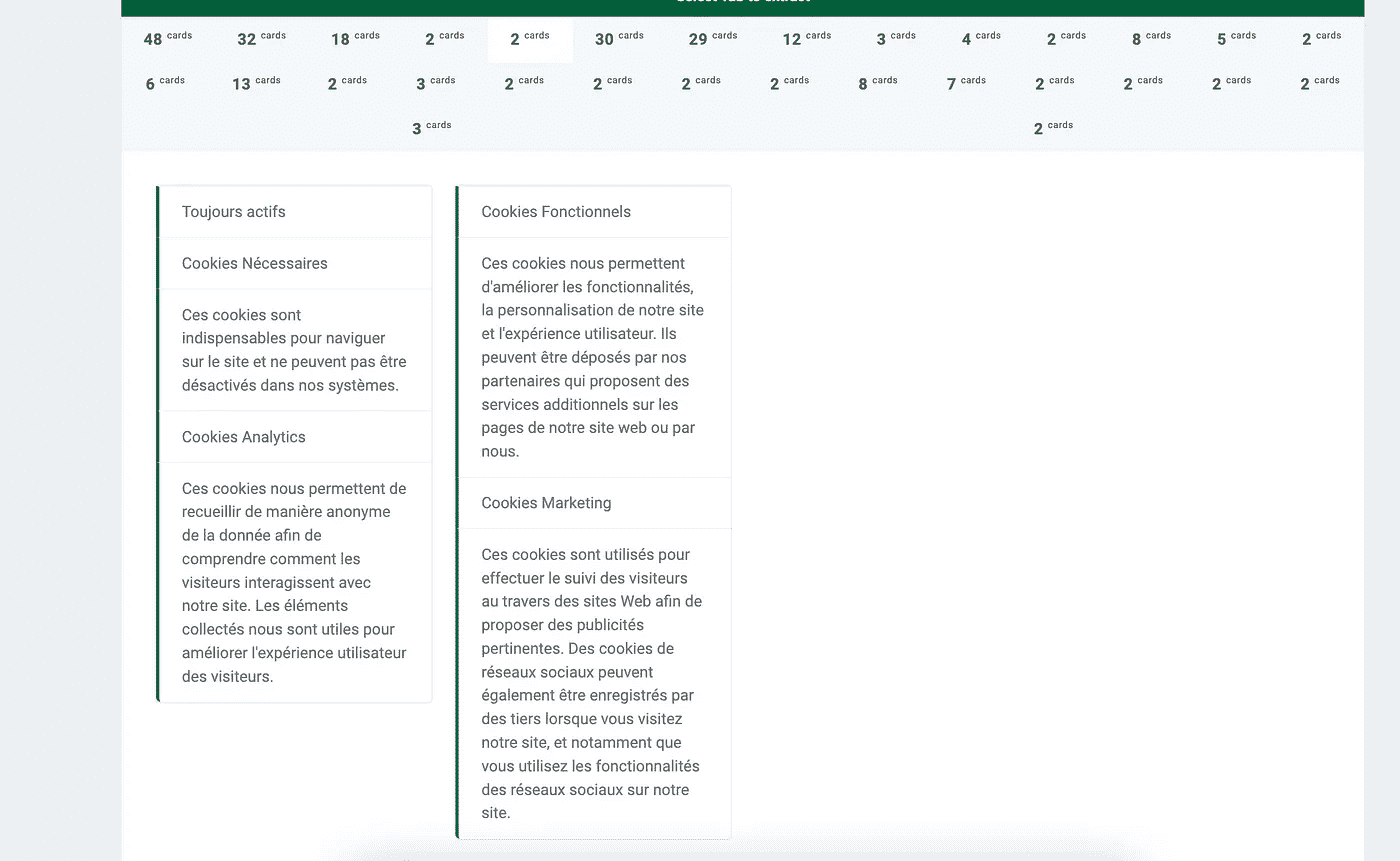 Select Tab to extract
48 cards 32 cards 18 cards 2 cards 2 cards 30 cards 29 cards 12 cards 3 cards 4 cards 2 cards 8 cards 5 cards 2 cards
6 cards 13 cards 2 cards 3 cards 2 cards 2 cards 2 cards 2 cards 8 cards 7 cards 2 cards 2 cards 2 cards 2 cards
3 cards 2 cards
Toujours actifs
Cookies Nécessaires
Ces cookies sont
indispensables pour naviguer
sur le site et ne peuvent pas être
désactivés dans nos systèmes.
Cookies Analytics
Ces cookies nous permettent de
recueillir de manière anonyme
de la donnée afin de
comprendre comment les
visiteurs interagissent avec
notre site. Les éléments
collectés nous sont utiles pour
améliorer l'expérience utilisateur
des visiteurs.
Cookies Fonctionnels
Ces cookies nous permettent
d'améliorer les fonctionnalités,
la personnalisation de notre site
et l'expérience utilisateur. Ils
peuvent être déposés par nos
partenaires qui proposent des
services additionnels sur les
pages de notre site web ou par
nous.
Cookies Marketing
Ces cookies sont utilisés pour
effectuer le suivi des visiteurs
au travers des sites Web afin de
proposer des publicités
pertinentes. Des cookies de
réseaux sociaux peuvent
également être enregistrés par
des tiers lorsque vous visitez
notre site, et notamment que
vous utilisez les fonctionnalités
des réseaux sociaux sur notre
site.